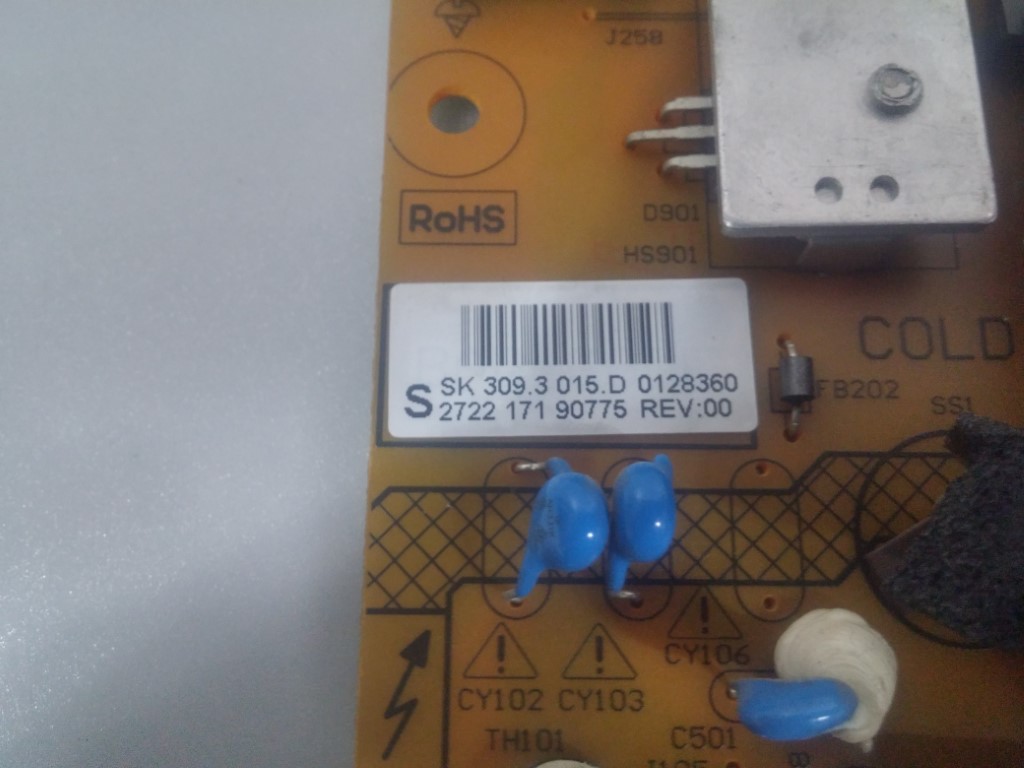 J258
RoHS
D901
HS901
COLD
SK 309.3 015.D 0128360
S 2722 171 90775 REV:00
FB202
SS1
CY106
CY102 CY103
TH101
C501